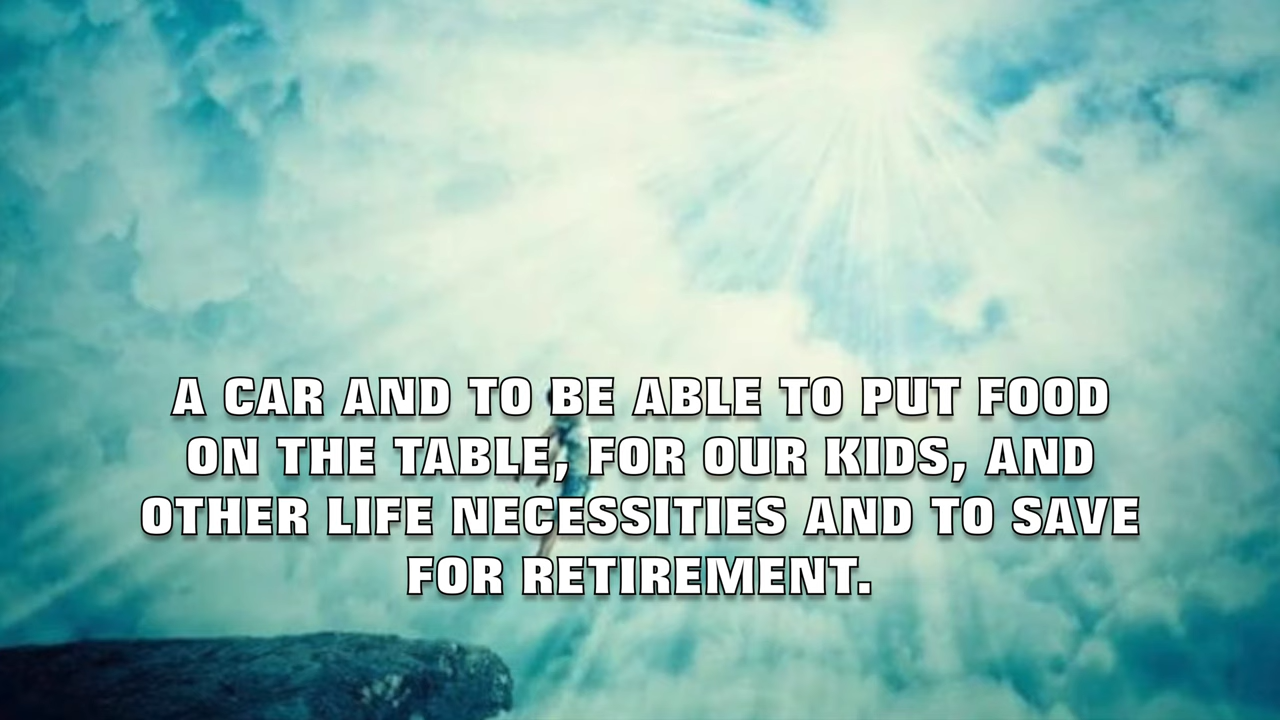 A CAR AND TO BE ABLE TO PUT FOOD
ON THE TABLE, FOR OUR KIDS, AND
OTHER LIFE NECESSITIES AND TO SAVE
FOR RETIREMENT.